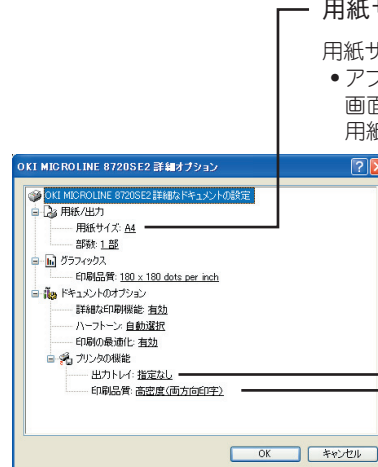 用紙サ
用紙サ
•アプ
画面
用紙
OKI MICROLINE 8720SE2 詳細オプション
OKI MICROLINE 8720SE2 詳細なドキュメントの設定
用紙/出力
用紙サイズ: A4
部数: 1 部
グラフィックス
印刷品質: 180 x 180 dots per inch
ドキュメントのオプション
詳細な印刷機能: 有効
ハーフトーン: 自動選択
印刷の最適化: 有効
プリンタの機能
出力トレイ: 指定なし
印刷品質: 高密度(両方向印字)
OK キャンセル